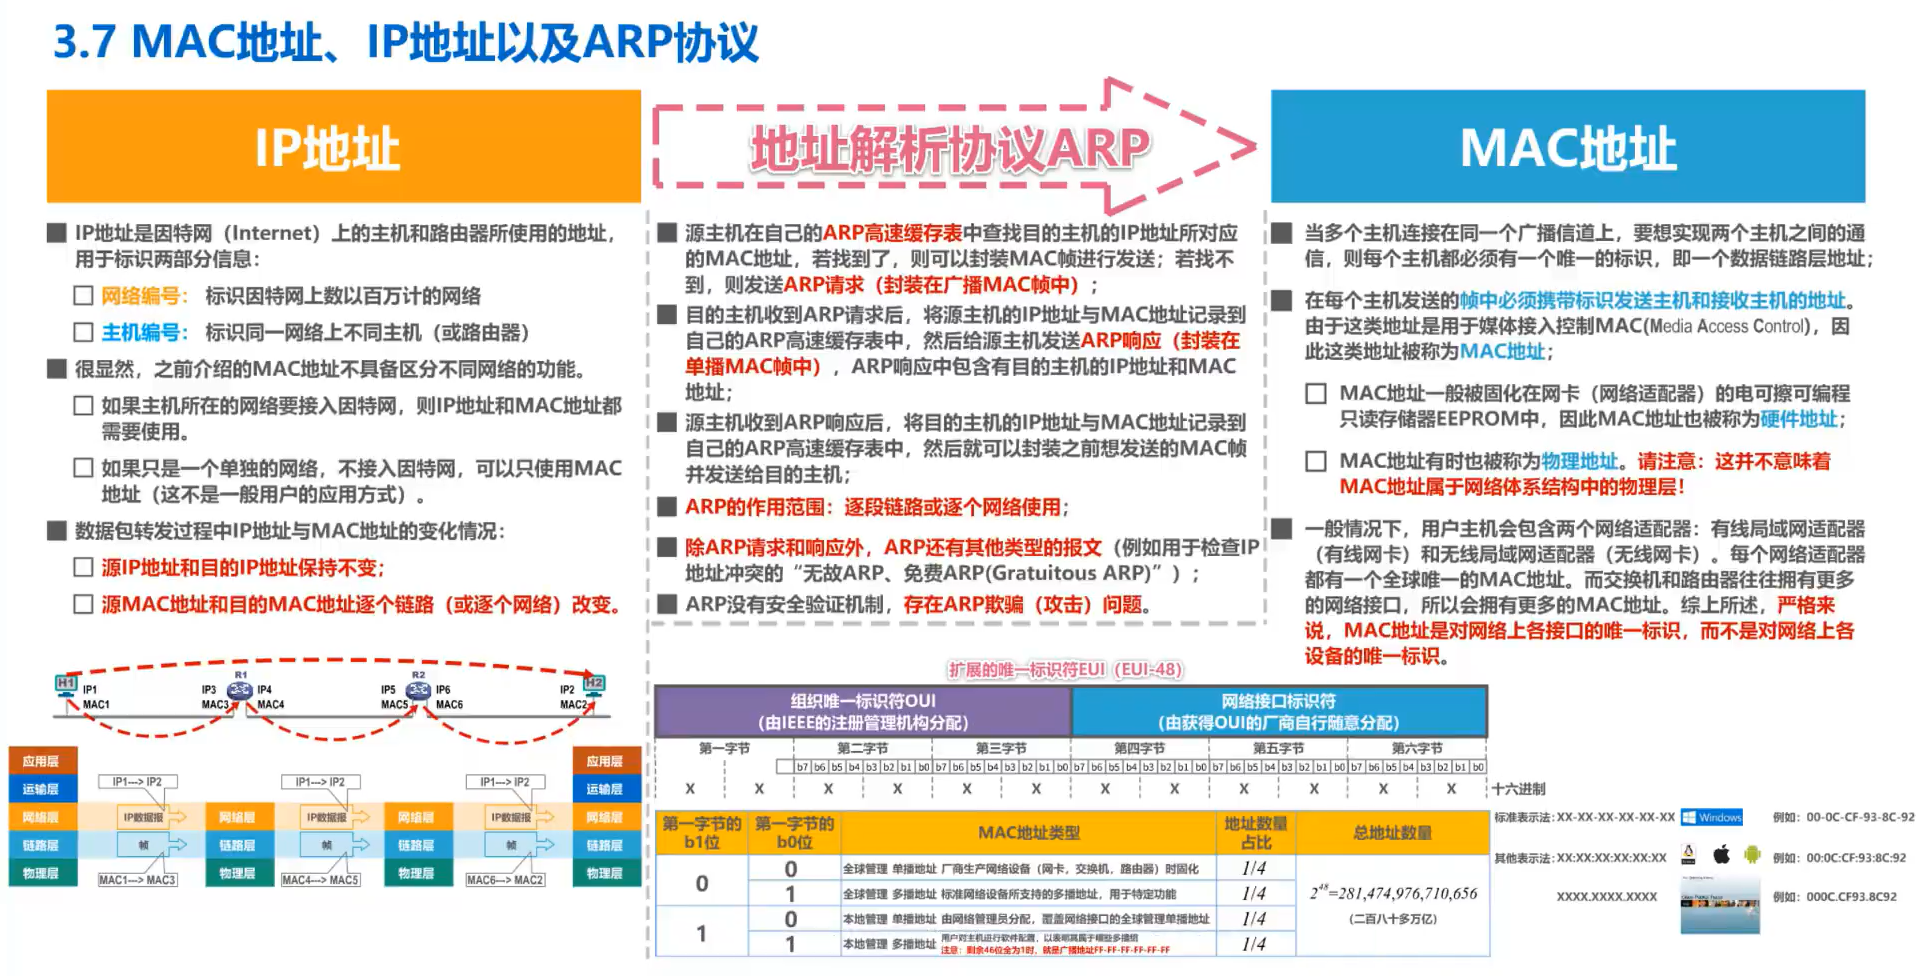 3.7 MAC地址、IP地址以及ARP协议
IP地址
IP地址是因特网（Internet）上的主机和路由器所使用的地址，
用于标识两部分信息：
网络编号： 标识因特网上数以百万计的网络
主机编号： 标识同一网络上不同主机（或路由器）
很显然，之前介绍的MAC地址不具备区分不同网络的功能。
如果主机所在的网络要接入因特网，则IP地址和MAC地址都
需要使用。
如果只是一个单独的网络，不接入因特网，可以只使用MAC
地址（这不是一般用户的应用方式）。
数据包转发过程中IP地址与MAC地址的变化情况：
源IP地址和目的IP地址保持不变；
源MAC地址和目的MAC地址逐个链路（或逐个网络）改变。
H1 IP1 MAC1
R1 IP3 MAC3 IP4 MAC4
R2 IP5 MAC5 IP6 MAC6
H2 IP2 MAC2
应用层 IP1---> IP2 IP1---> IP2 IP1---> IP2 应用层
运输层 运输层
网络层 IP数据报 网络层 IP数据报 网络层 IP数据报 网络层
链路层 帧 链路层 帧 链路层 帧 链路层
物理层 MAC1---> MAC3 物理层 MAC4---> MAC5 物理层 MAC6---> MAC2 物理层
地址解析协议ARP
源主机在自己的ARP高速缓存表中查找目的主机的IP地址所对应
的MAC地址，若找到了，则可以封装MAC帧进行发送；若找不
到，则发送ARP请求（封装在广播MAC帧中）；
目的主机收到ARP请求后，将源主机的IP地址与MAC地址记录到
自己的ARP高速缓存表中，然后给源主机发送ARP响应（封装在
单播MAC帧中），ARP响应中包含有目的主机的IP地址和MAC
地址；
源主机收到ARP响应后，将目的主机的IP地址与MAC地址记录到
自己的ARP高速缓存表中，然后就可以封装之前想发送的MAC帧
并发送给目的主机；
ARP的作用范围：逐段链路或逐个网络使用；
除ARP请求和响应外，ARP还有其他类型的报文（例如用于检查IP
地址冲突的“无故ARP、免费ARP(Gratuitous ARP)”）；
ARP没有安全验证机制，存在ARP欺骗（攻击）问题。
MAC地址
当多个主机连接在同一个广播信道上，要想实现两个主机之间的通
信，则每个主机都必须有一个唯一的标识，即一个数据链路层地址；
在每个主机发送的帧中必须携带标识发送主机和接收主机的地址。
由于这类地址是用于媒体接入控制MAC(Media Access Control)，因
此这类地址被称为MAC地址；
MAC地址一般被固化在网卡（网络适配器）的电可擦可编程
只读存储器EEPROM中，因此MAC地址也被称为硬件地址；
MAC地址有时也被称为物理地址。请注意：这并不意味着
MAC地址属于网络体系结构中的物理层！
一般情况下，用户主机会包含两个网络适配器：有线局域网适配器
（有线网卡）和无线局域网适配器（无线网卡）。每个网络适配器
都有一个全球唯一的MAC地址。而交换机和路由器往往拥有更多
的网络接口，所以会拥有更多的MAC地址。综上所述，严格来
说，MAC地址是对网络上各接口的唯一标识，而不是对网络上各
设备的唯一标识。
扩展的唯一标识符EUI（EUI-48）
组织唯一标识符OUI
（由IEEE的注册管理机构分配）
网络接口标识符
（由获得OUI的厂商自行随意分配）
第一字节 第二字节 第三字节 第四字节 第五字节 第六字节
b7 b6 b5 b4 b3 b2 b1 b0 b7 b6 b5 b4 b3 b2 b1 b0 b7 b6 b5 b4 b3 b2 b1 b0 b7 b6 b5 b4 b3 b2 b1 b0 b7 b6 b5 b4 b3 b2 b1 b0
X X X X X X X X X X X X 十六进制
第一字节的b1位 第一字节的b0位 MAC地址类型 地址数量占比 总地址数量
0 0 全球管理 单播地址 厂商生产网络设备（网卡，交换机，路由器）时固化 1/4
1 全球管理 多播地址 标准网络设备所支持的多播地址，用于特定功能 1/4
1 0 本地管理 单播地址 由网络管理员分配，覆盖网络接口的全球管理单播地址 1/4
1 本地管理 多播地址 用户对主机进行软件配置，以表明其属于哪些多播组 1/4
注意：剩余46位全为1时，就是广播地址FF-FF-FF-FF-FF-FF
2^48=281,474,976,710,656
（二百八十多万亿）
标准表示法：XX-XX-XX-XX-XX-XX Windows 例如：00-0C-CF-93-8C-92
其他表示法：XX:XX:XX:XX:XX:XX 例如：00:0C:CF:93:8C:92
XXXX.XXXX.XXXX 例如：000C.CF93.8C92